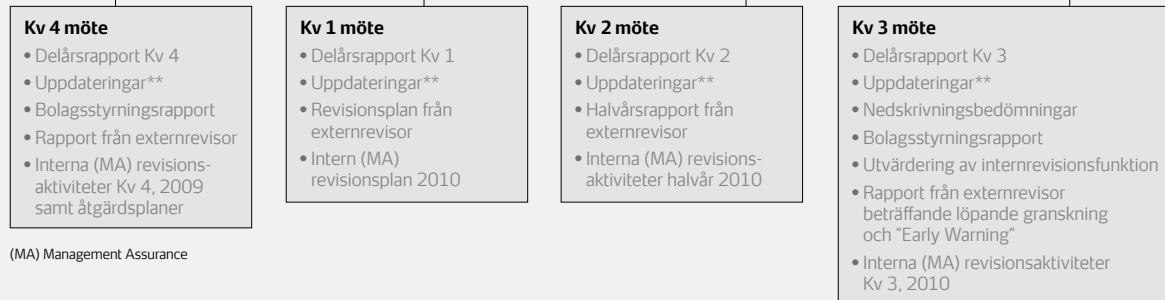 Kv 4 möte
• Delårsrapport Kv 4
• Uppdateringar**
• Bolagsstyrningsrapport
• Rapport från externrevisor
• Interna (MA) revisions-
aktiviteter Kv 4, 2009
samt åtgärdsplaner
(MA) Management Assurance
Kv 1 möte
• Delårsrapport Kv 1
• Uppdateringar**
• Revisionsplan från
externrevisor
• Intern (MA)
revisionsplan 2010
Kv 2 möte
• Delårsrapport Kv 2
• Uppdateringar**
• Halvårsrapport från
externrevisor
• Interna (MA) revisions-
aktiviteter halvår 2010
Kv 3 möte
• Delårsrapport Kv 3
• Uppdateringar**
• Nedskrivningsbedömningar
• Bolagsstyrningsrapport
• Utvärdering av internrevisionsfunktion
• Rapport från externrevisor
beträffande löpande granskning
och ”Early Warning”
• Interna (MA) revisionsaktiviteter
Kv 3, 2010